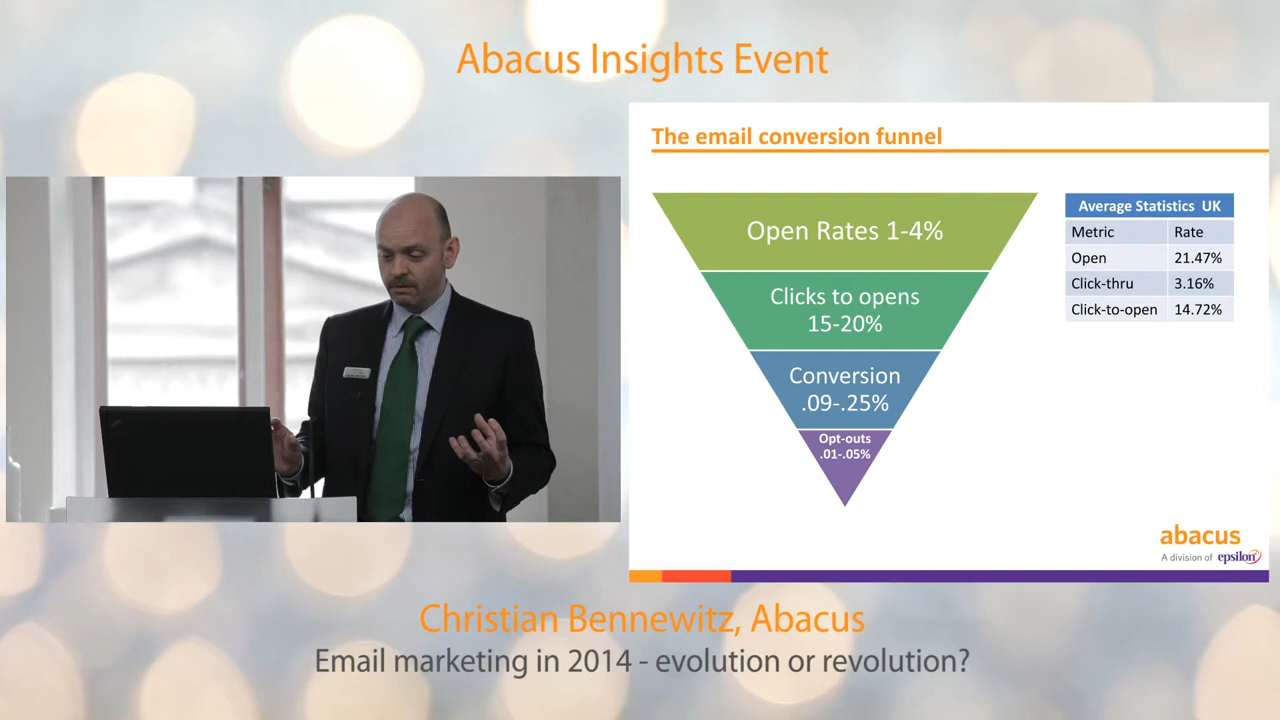 Abacus Insights Event
The email conversion funnel
Open Rates 1-4%
Clicks to opens
15-20%
Conversion
.09-.25%
Opt-outs
.01-.05%
Average Statistics UK
Metric Rate
Open 21.47%
Click-thru 3.16%
Click-to-open 14.72%
abacus
A division of epsilon
Christian Bennewitz, Abacus
Email marketing in 2014 - evolution or revolution?